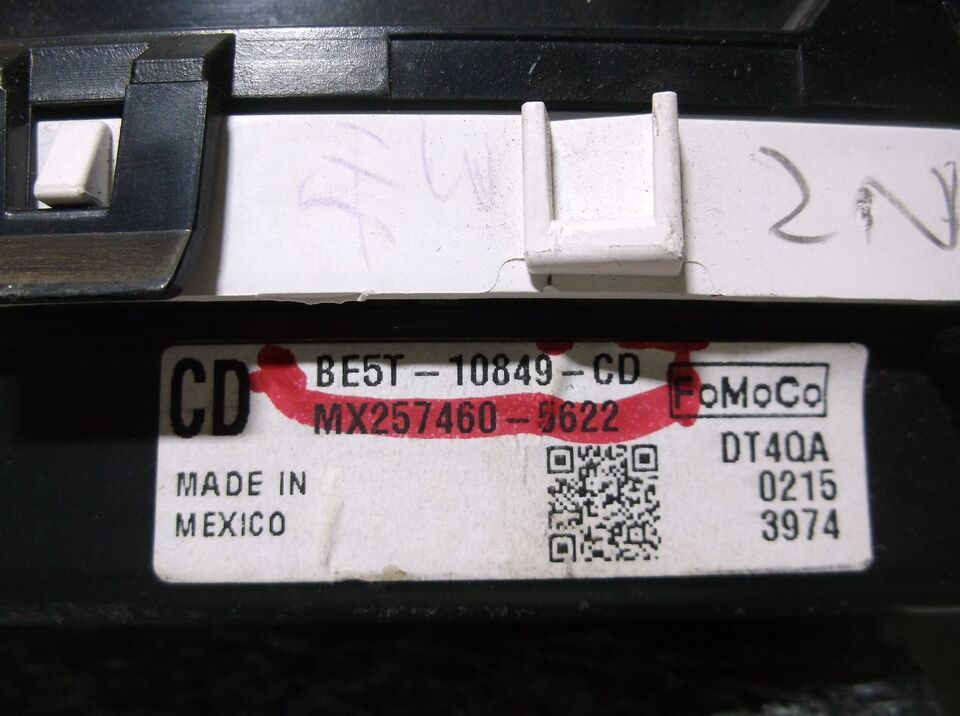 2N
CD
BE5T-10849-CD
MX257460-5622
FoMoCo
DT4QA
0215
3974
MADE IN
MEXICO